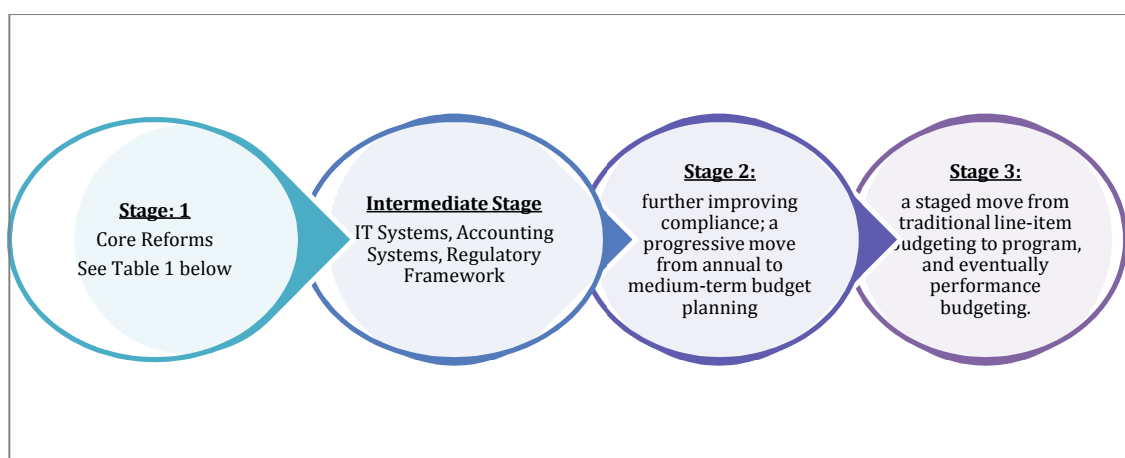 Stage: 1
Core Reforms
See Table 1 below
Intermediate Stage
IT Systems, Accounting
Systems, Regulatory
Framework
Stage 2:
further improving
compliance; a
progressive move
from annual to
medium-term budget
planning
Stage 3:
a staged move from
traditional line-item
budgeting to program,
and eventually
performance
budgeting.